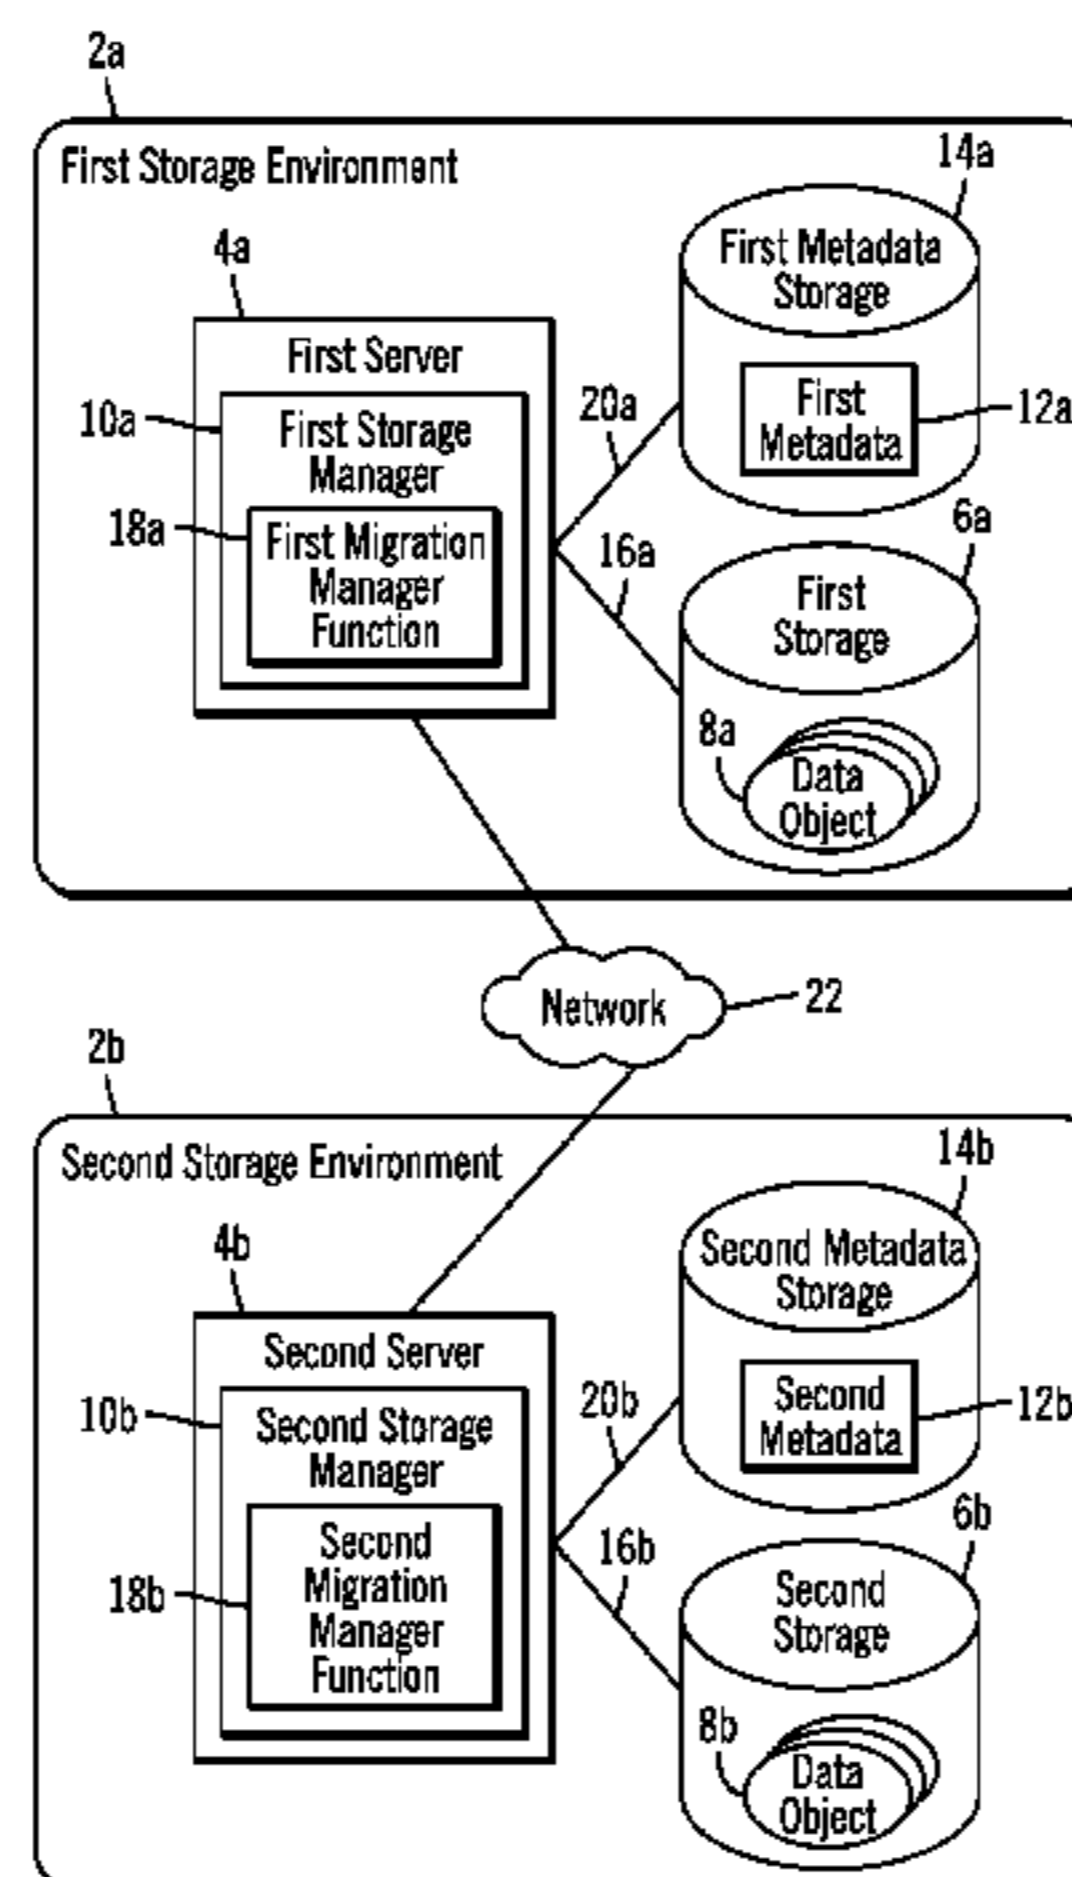 2a
First Storage Environment
14a
4a
First Metadata
Storage
First Server
20a
10a
First Storage
Manager
First
Metadata
12a
18a
First Migration
Manager
Function
16a
6a
First
Storage
8a
Data
Object
Network
22
2b
Second Storage Environment
14b
4b
Second Metadata
Storage
Second Server
20b
10b
Second Storage
Manager
Second
Metadata
12b
18b
Second
Migration
Manager
Function
16b
6b
Second
Storage
8b
Data
Object